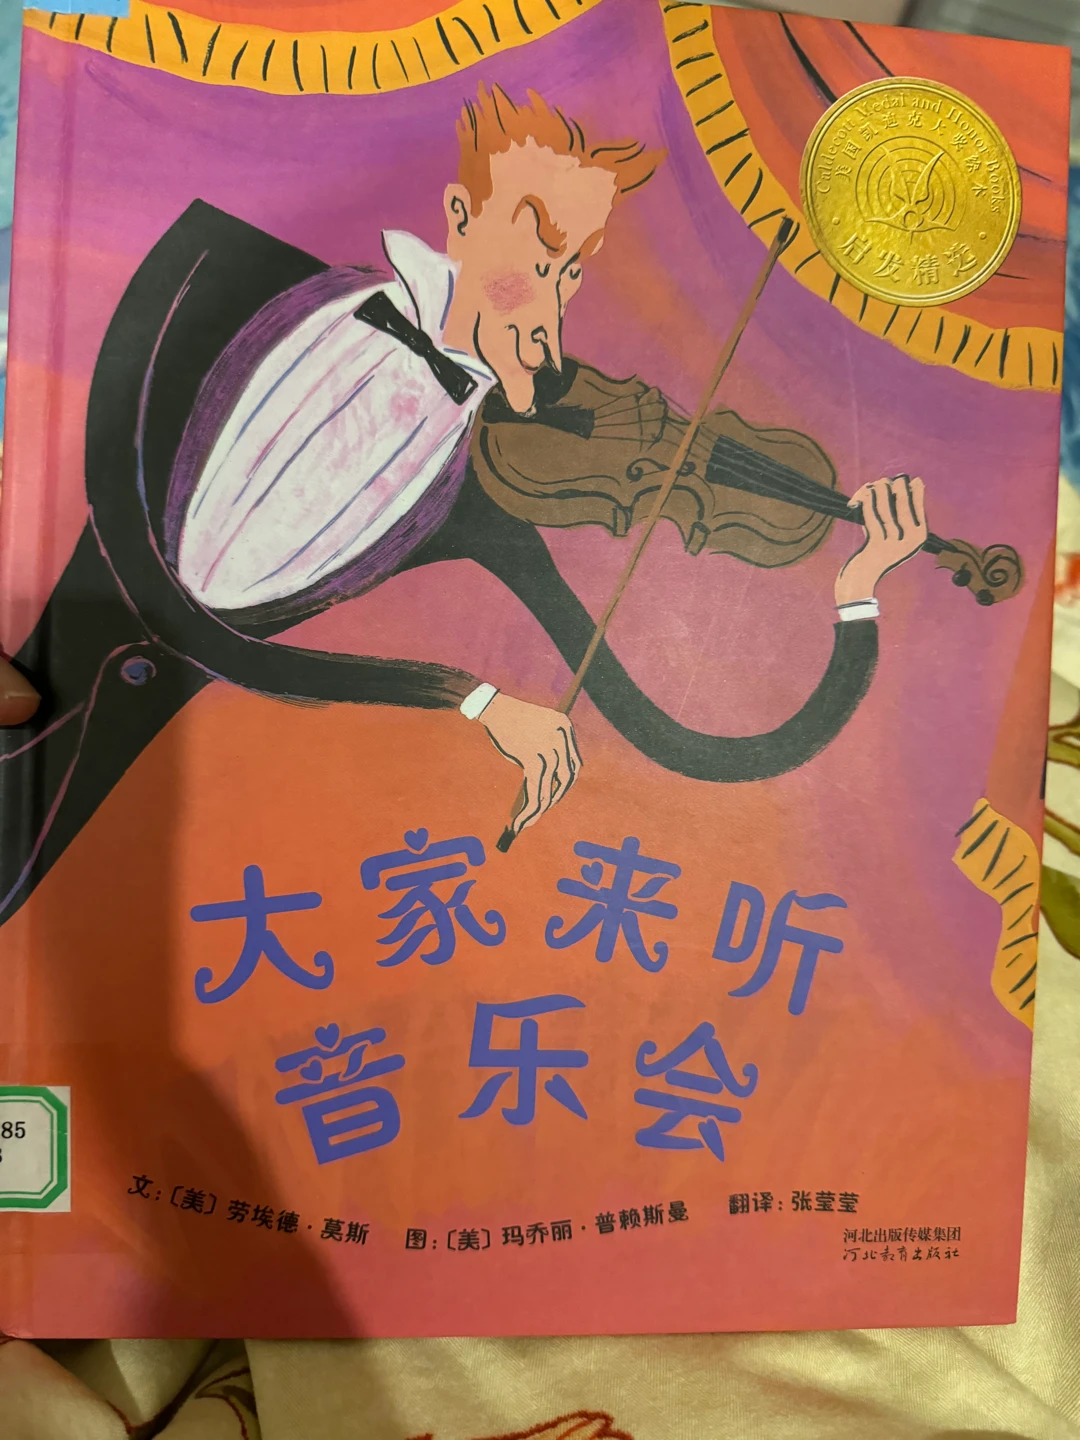 Caldecott Medal and Honor Books
美国凯迪克大奖绘本
·启发精选·
大家来听
音乐会
文:〔美〕劳埃德·莫斯 图:〔美〕玛乔丽·普赖斯曼 翻译:张莹莹
河北出版传媒集团
河北教育出版社
85